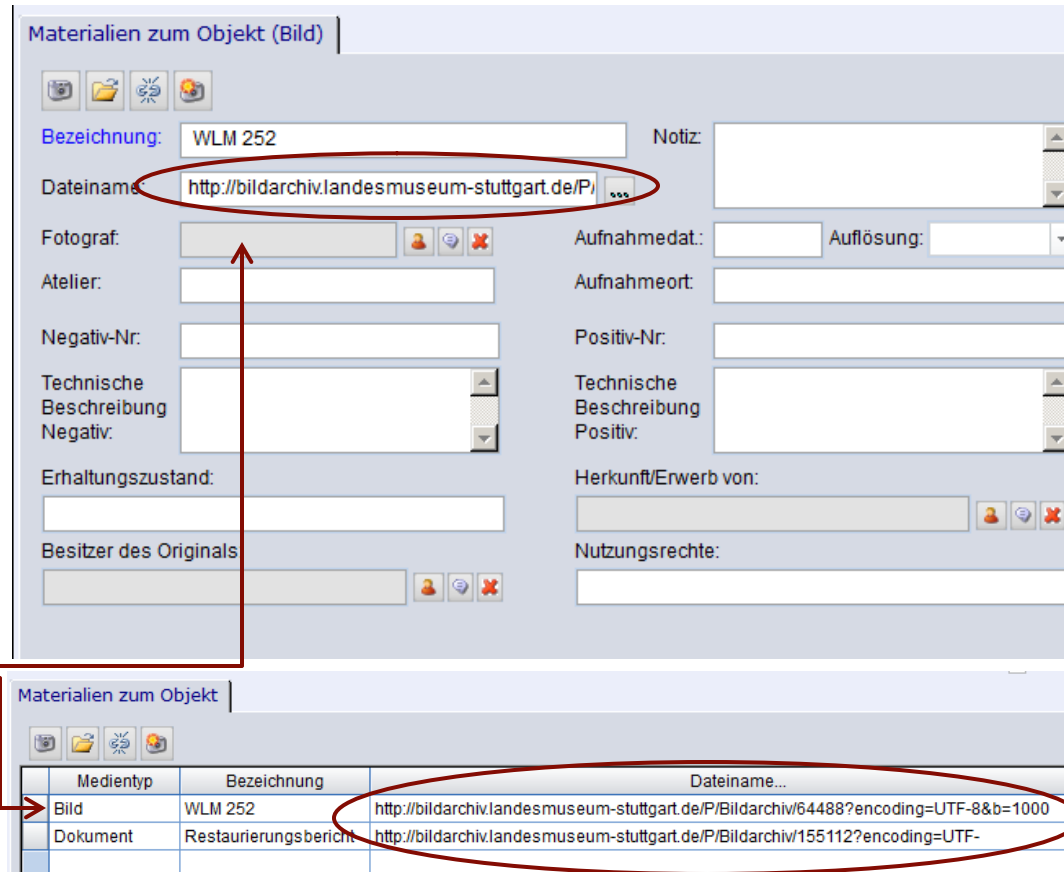 Materialien zum Objekt (Bild)
Bezeichnung: WLM 252 Notiz:
Dateiname: http://bildarchiv.landesmuseum-stuttgart.de/P/ ...
Fotograf: Aufnahmedat.: Auflösung:
Atelier: Aufnahmeort:
Negativ-Nr: Positiv-Nr:
Technische Beschreibung Negativ: Technische Beschreibung Positiv:
Erhaltungszustand: Herkunft/Erwerb von:
Besitzer des Originals: Nutzungsrechte:
Materialien zum Objekt
Medientyp Bezeichnung Dateiname...
Bild WLM 252 http://bildarchiv.landesmuseum-stuttgart.de/P/Bildarchiv/64488?encoding=UTF-8&b=1000
Dokument Restaurierungsbericht http://bildarchiv.landesmuseum-stuttgart.de/P/Bildarchiv/155112?encoding=UTF-